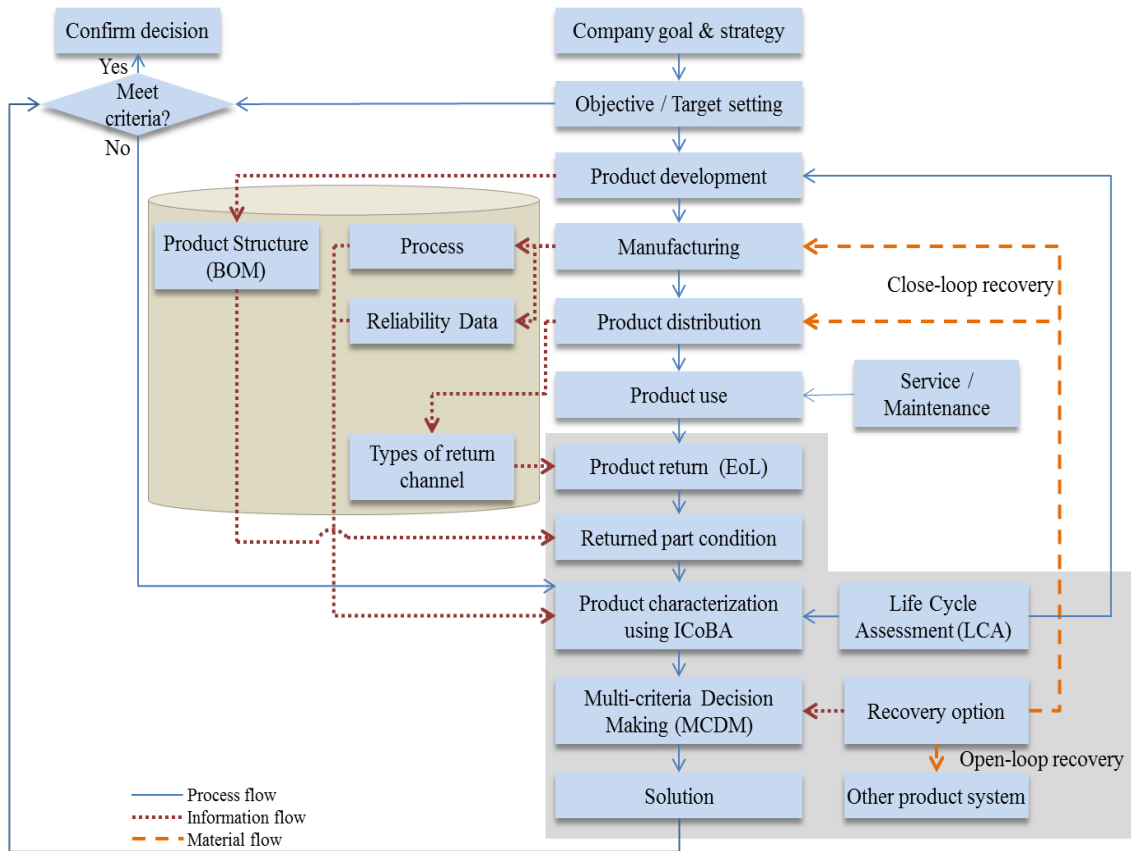 Confirm decision
Company goal & strategy
Yes
Meet
criteria?
Objective / Target setting
No
Product development
Product Structure
(BOM)
Process
Manufacturing
Close-loop recovery
Reliability Data
Product distribution
Product use
Service /
Maintenance
Types of return
channel
Product return (EoL)
Returned part condition
Product characterization
using ICoBA
Life Cycle
Assessment (LCA)
Multi-criteria Decision
Making (MCDM)
Recovery option
Open-loop recovery
Solution
Other product system
Process flow
Information flow
Material flow